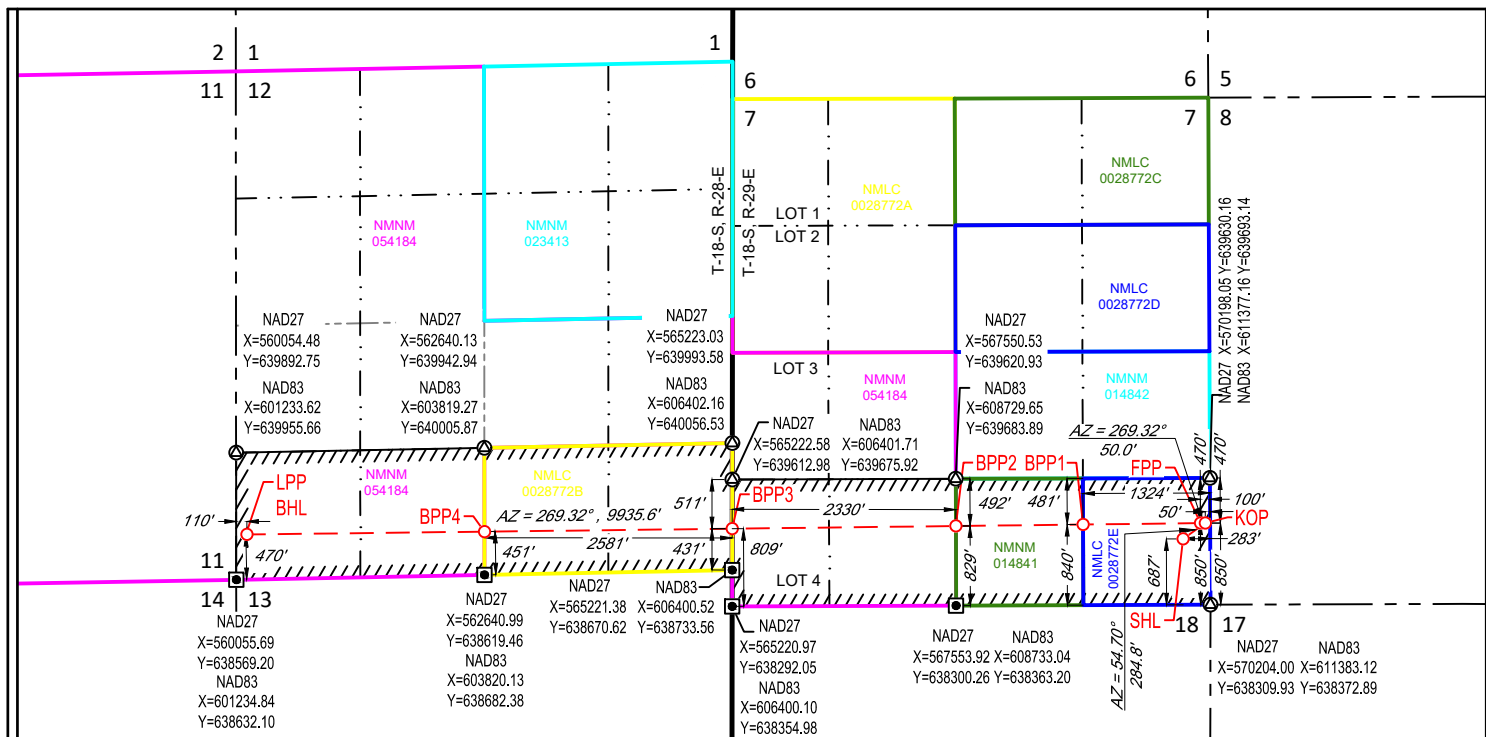 2 1
11 12
1
6
7
6 5
7 8
T-18-S, R-28-E
T-18-S, R-29-E
NMNM
054184
NMNM
023413
NMLC
0028772A
LOT 1
LOT 2
NMLC
0028772C
NMLC
0028772D
NAD27 X=570198.05 Y=639630.16
NAD83 X=611377.16 Y=639693.14
NAD27
X=560054.48
Y=639892.75
NAD83
X=601233.62
Y=639955.66
NAD27
X=562640.13
Y=639942.94
NAD83
X=603819.27
Y=640005.87
NAD27
X=565223.03
Y=639993.58
NAD83
X=606402.16
Y=640056.53
LOT 3
NMNM
054184
NAD27
X=567550.53
Y=639620.93
NAD83
X=608729.65
Y=639683.89
NMNM
014842
NAD27
X=565222.58
Y=639612.98
NAD83
X=606401.71
Y=639675.92
AZ = 269.32°
50.0'
470'
470'
LPP
BHL
NMNM
054184
NMLC
0028772B
BPP4
AZ = 269.32° , 9935.6'
511'
BPP3
2330'
BPP2
BPP1
FPP
492'
481'
1324'
100'
50'
KOP
110'
470'
451'
2581'
431'
809'
829'
NMNM
014841
840'
NMLC
0028772E
687'
850'
850'
283'
LOT 4
11
14 13
SHL
18 17
AZ = 54.70°
284.8'
NAD27
X=560055.69
Y=638569.20
NAD83
X=601234.84
Y=638632.10
NAD27
X=562640.99
Y=638619.46
NAD83
X=603820.13
Y=638682.38
NAD27
X=565221.38
Y=638670.62
NAD83
X=606400.52
Y=638733.56
NAD27
X=565220.97
Y=638292.05
NAD83
X=606400.10
Y=638354.98
NAD27
X=567553.92
Y=638300.26
NAD83
X=608733.04
Y=638363.20
NAD27
X=570204.00
Y=638309.93
NAD83
X=611383.12
Y=638372.89